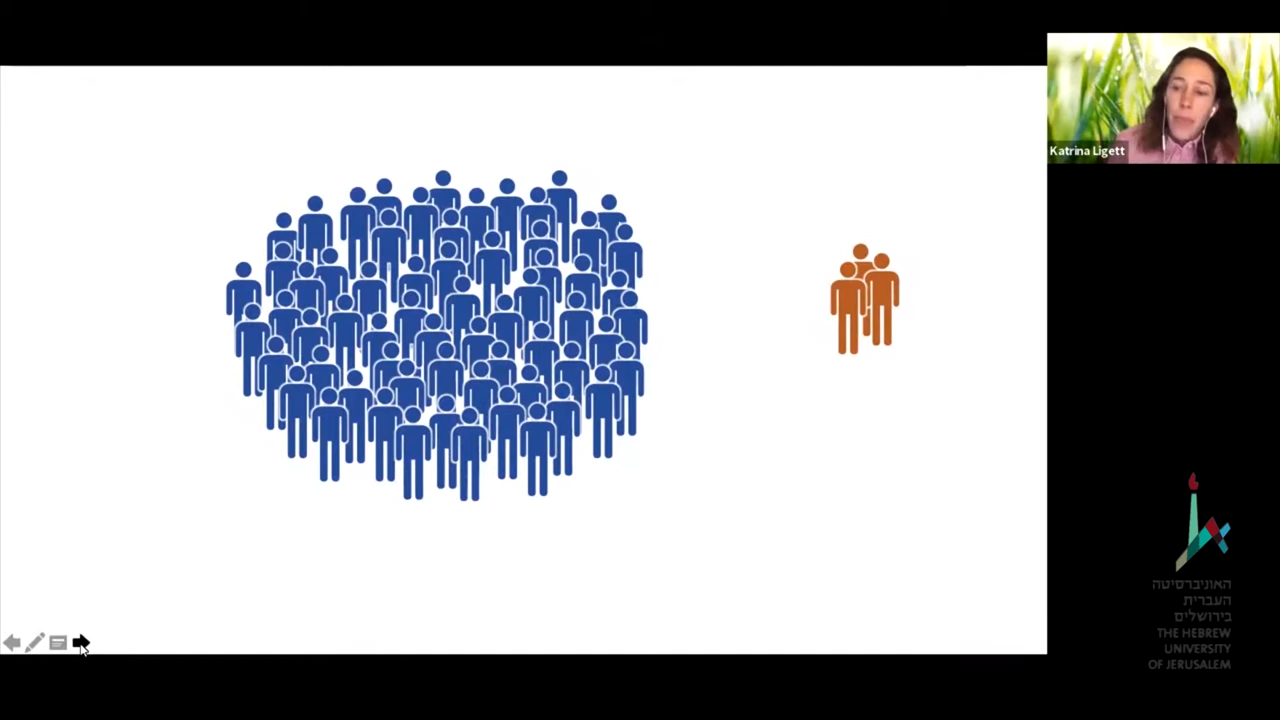 Katrina Ligett
האוניברסיטה
העברית
בירושלים
THE HEBREW
UNIVERSITY
OF JERUSALEM